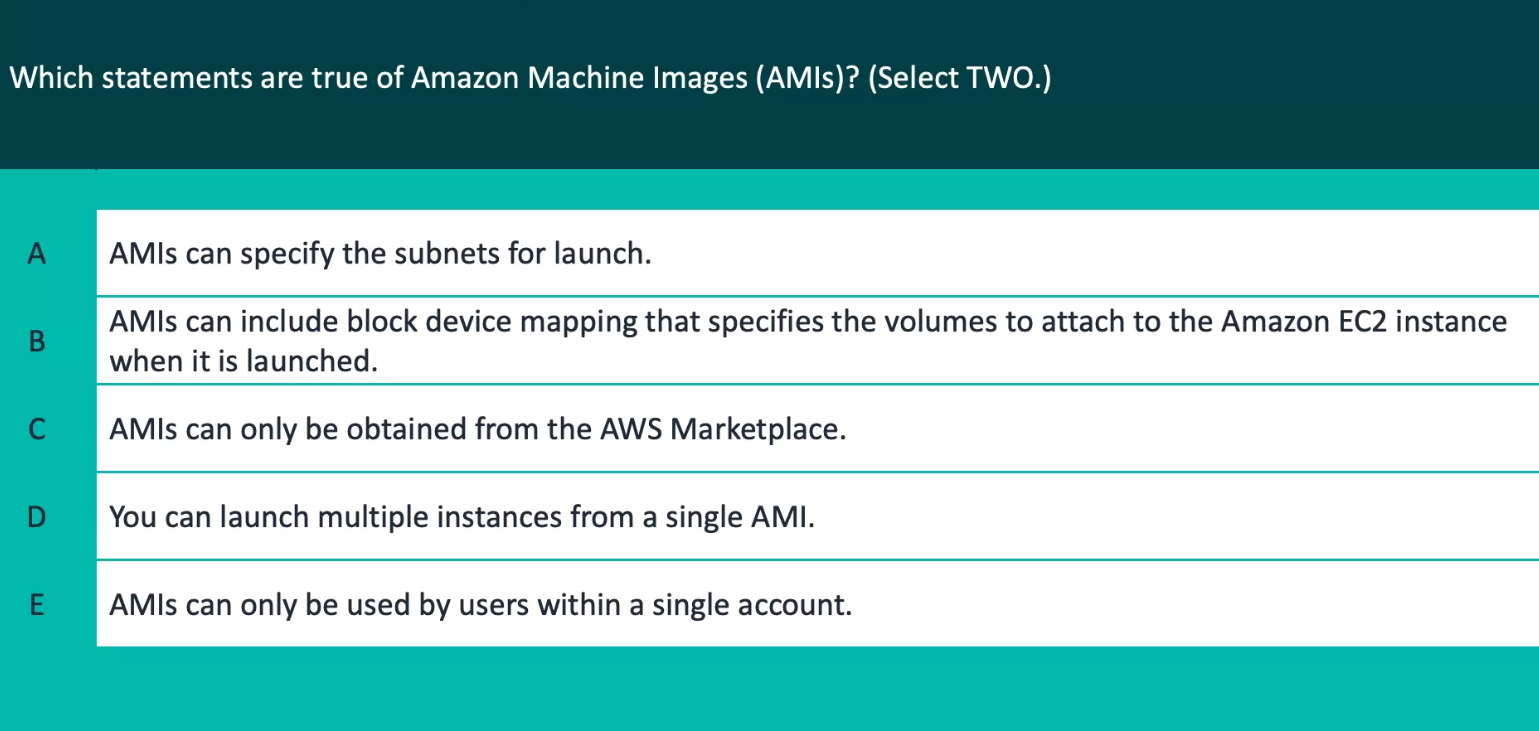 Which statements are true of Amazon Machine Images (AMIs)? (Select TWO.)
A
AMIs can specify the subnets for launch.
B
AMIs can include block device mapping that specifies the volumes to attach to the Amazon EC2 instance
when it is launched.
C
AMIs can only be obtained from the AWS Marketplace.
D
You can launch multiple instances from a single AMI.
E
AMIs can only be used by users within a single account.